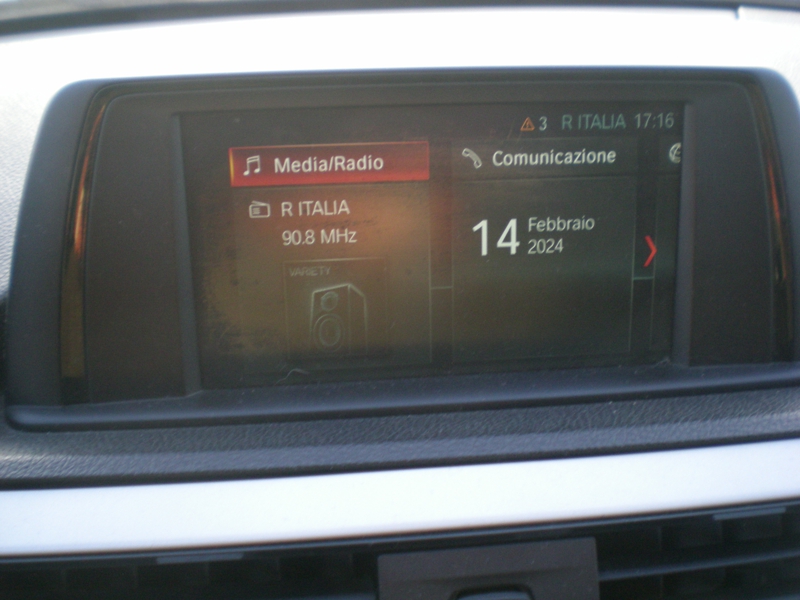 3 R ITALIA 17:16
Media/Radio
Comunicazione
R ITALIA
90.8 MHz
VARIETY
14
Febbraio
2024